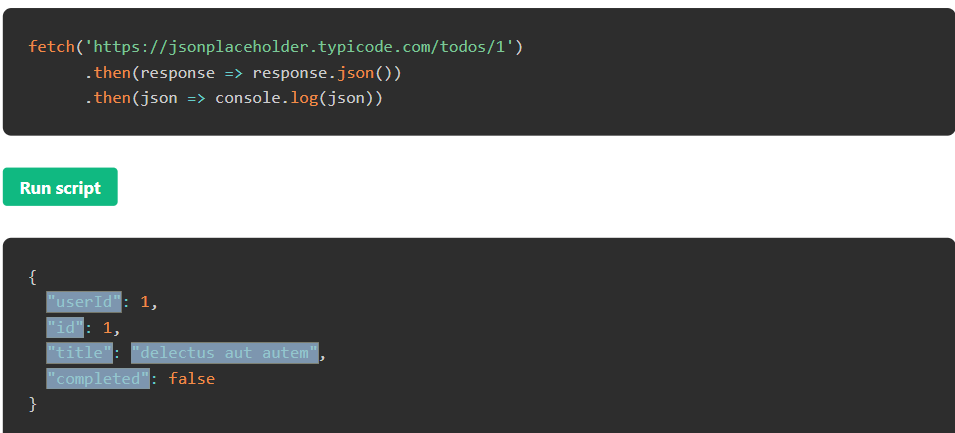 fetch('https://jsonplaceholder.typicode.com/todos/1')
      .then(response => response.json())
      .then(json => console.log(json))
Run script
{
  "userId": 1,
  "id": 1,
  "title": "delectus aut autem",
  "completed": false
}